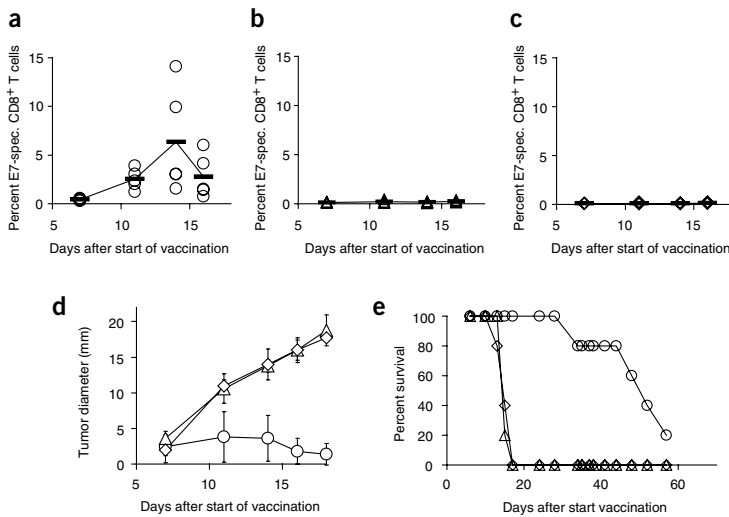 a
15
10
5
0
5 10 15
Percent E7-spec. CD8+ T cells
Days after start of vaccination
b
15
10
5
0
5 10 15
Percent E7-spec. CD8+ T cells
Days after start of vaccination
c
15
10
5
0
5 10 15
Percent E7-spec. CD8+ T cells
Days after start of vaccination
d
20
15
10
5
0
5 10 15
Tumor diameter (mm)
Days after start of vaccination
e
100
80
60
40
20
0
0 20 40 60
Percent survival
Days after start vaccination